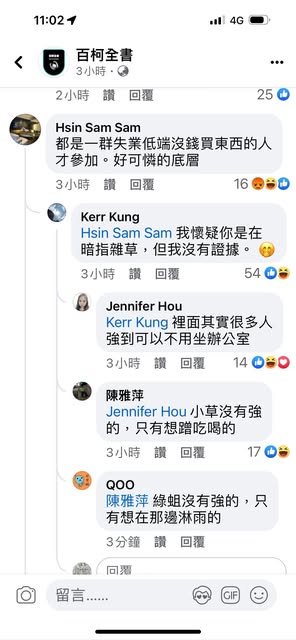 11:02
4G
百柯全書
3小時・
2小時 讚 回覆 25
Hsin Sam Sam
都是一群失業低端沒錢買東西的人
才參加。好可憐的底層
3小時 讚 回覆 16
Kerr Kung
Hsin Sam Sam 我懷疑你是在
暗指雜草，但我沒有證據。
3小時 讚 回覆 54
Jennifer Hou
Kerr Kung 裡面其實很多人
強到可以不用坐辦公室
3小時 讚 回覆 14
陳雅萍
Jennifer Hou 小草沒有強
的，只有想蹭吃喝的
3小時 讚 回覆 17
QOO
陳雅萍 綠蛆沒有強的，只
有想在那邊淋雨的
3分鐘 讚 回覆
回覆
留言……
GIF